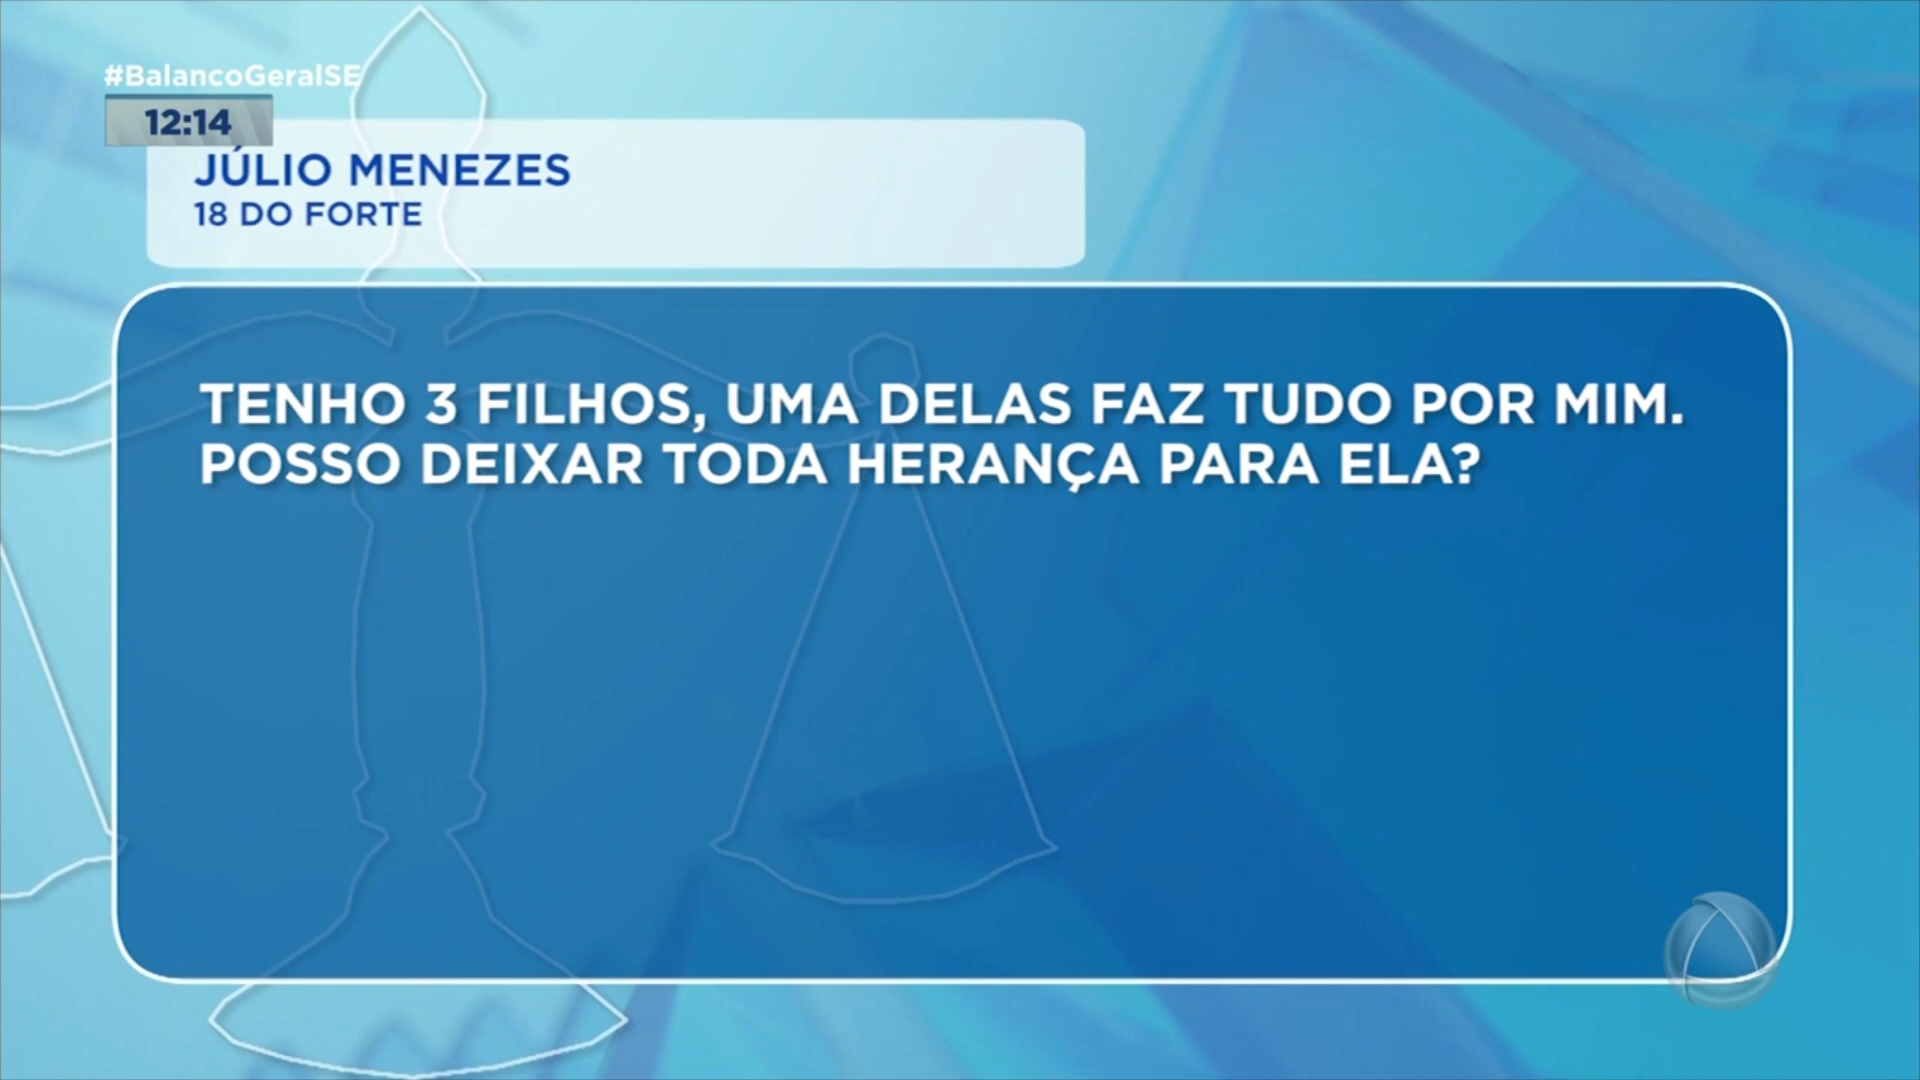 #BalancoGeralSE
12:14
JÚLIO MENEZES
18 DO FORTE
TENHO 3 FILHOS, UMA DELAS FAZ TUDO POR MIM.
POSSO DEIXAR TODA HERANÇA PARA ELA?